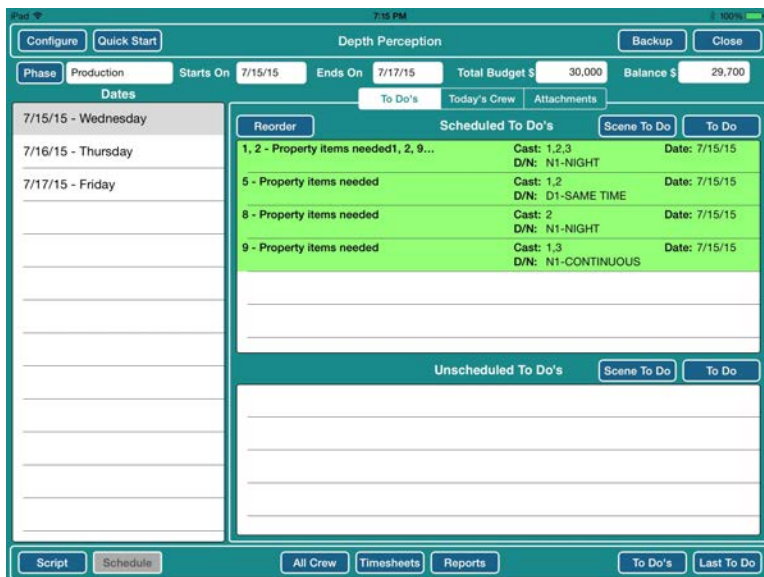 iPad 7:15 PM 100%
Configure Quick Start Depth Perception Backup Close
Phase Production Starts On 7/15/15 Ends On 7/17/15 Total Budget $ 30,000 Balance $ 29,700
Dates
To Do's Today's Crew Attachments
7/15/15 - Wednesday
7/16/15 - Thursday
7/17/15 - Friday
Reorder Scheduled To Do's Scene To Do To Do
1, 2 - Property items needed1, 2, 9... Cast: 1,2,3 Date: 7/15/15
D/N: N1-NIGHT
5 - Property items needed Cast: 1,2 Date: 7/15/15
D/N: D1-SAME TIME
8 - Property items needed Cast: 2 Date: 7/15/15
D/N: N1-NIGHT
9 - Property items needed Cast: 1,3 Date: 7/15/15
D/N: N1-CONTINUOUS
Unscheduled To Do's Scene To Do To Do
Script Schedule All Crew Timesheets Reports To Do's Last To Do